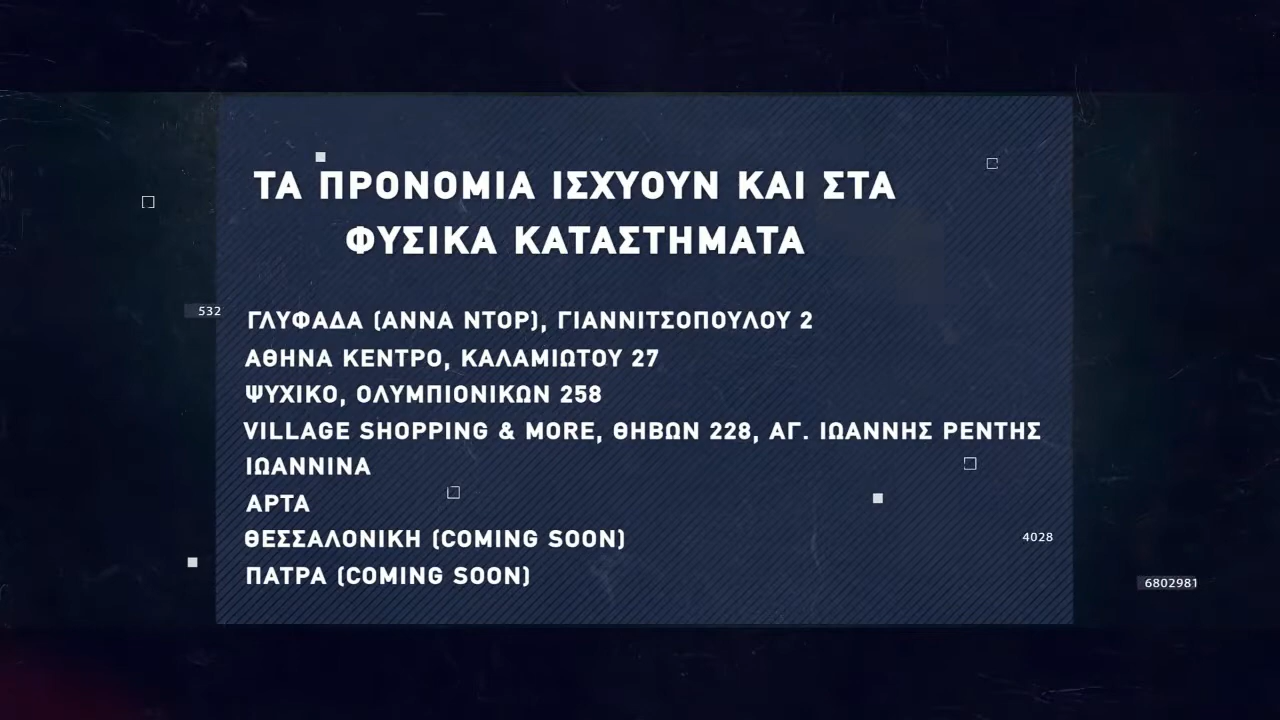 ΤΑ ΠΡΟΝΟΜΙΑ ΙΣΧΥΟΥΝ ΚΑΙ ΣΤΑ
ΦΥΣΙΚΑ ΚΑΤΑΣΤΗΜΑΤΑ
532
ΓΛΥΦΑΔΑ (ΑΝΝΑ ΝΤΟΡ), ΓΙΑΝΝΙΤΣΟΠΟΥΛΟΥ 2
ΑΘΗΝΑ ΚΕΝΤΡΟ, ΚΑΛΑΜΙΩΤΟΥ 27
ΨΥΧΙΚΟ, ΟΛΥΜΠΙΟΝΙΚΩΝ 258
VILLAGE SHOPPING & MORE, ΘΗΒΩΝ 228, ΑΓ. ΙΩΑΝΝΗΣ ΡΕΝΤΗΣ
ΙΩΑΝΝΙΝΑ
ΑΡΤΑ
ΘΕΣΣΑΛΟΝΙΚΗ (COMING SOON)
4028
ΠΑΤΡΑ (COMING SOON)
6802981